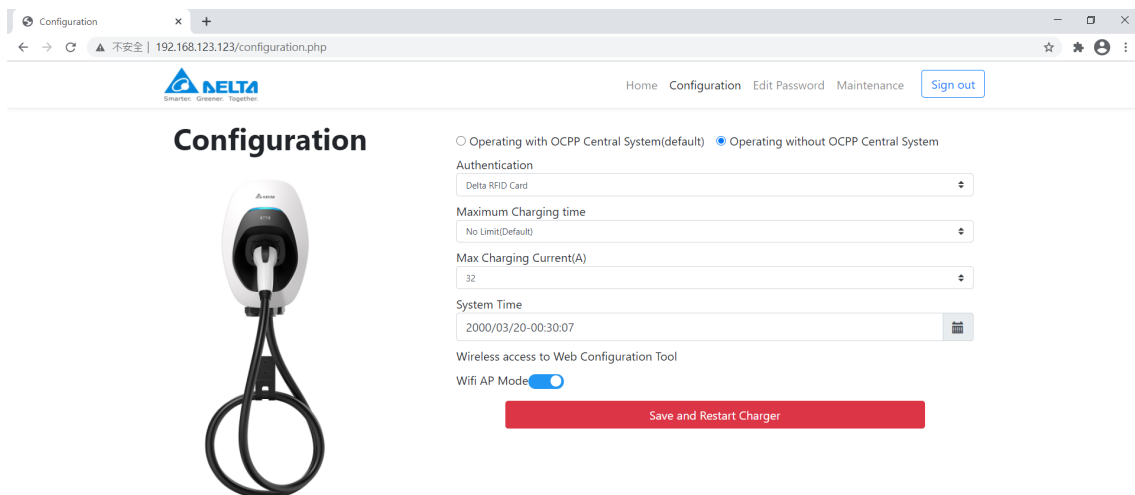 Configuration
不安全 | 192.168.123.123/configuration.php
DELTA
Smarter. Greener. Together.
Home Configuration Edit Password Maintenance Sign out
Configuration
Operating with OCPP Central System(default) Operating without OCPP Central System
Authentication
Delta RFID Card
Maximum Charging time
No Limit(Default)
Max Charging Current(A)
32
System Time
2000/03/20-00:30:07
Wireless access to Web Configuration Tool
Wifi AP Mode
Save and Restart Charger